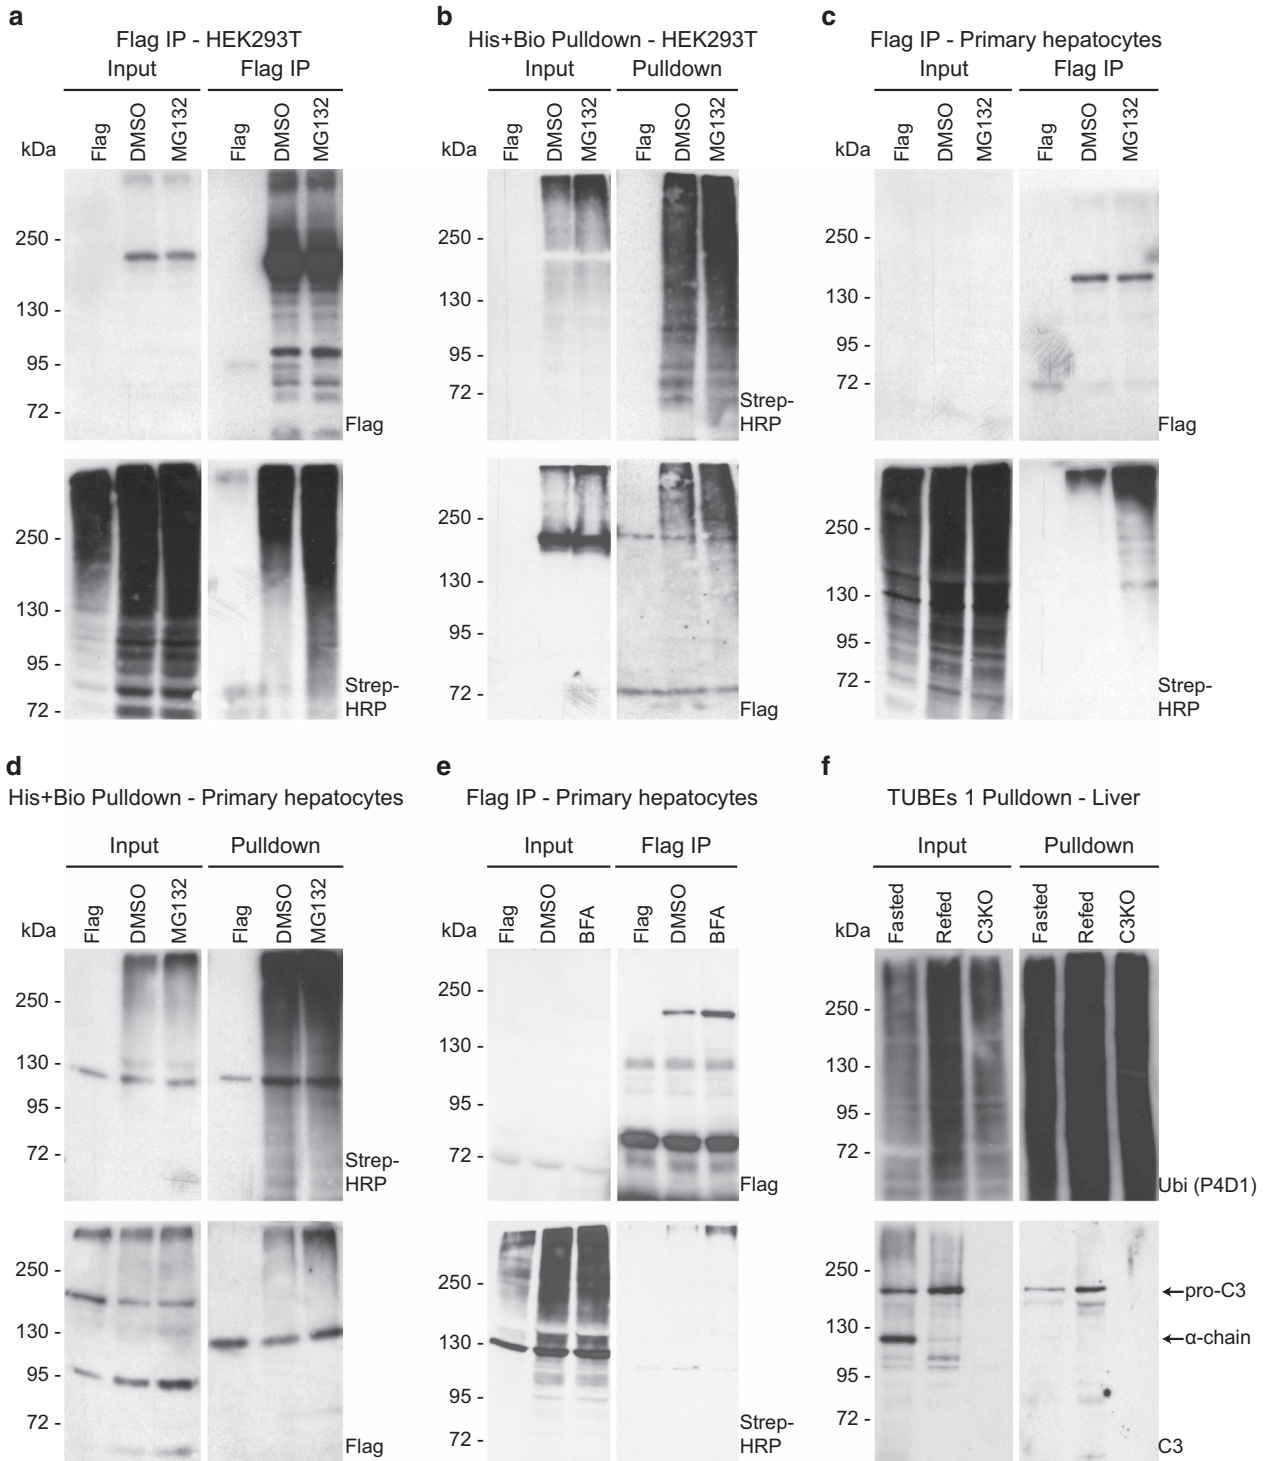 a
Flag IP - HEK293T
Input
Flag IP
kDa
Flag
DMSO
MG132
Flag
DMSO
MG132
250 -
130 -
95 -
72 -
Flag
250 -
130 -
95 -
72 -
Strep-
HRP
b
His+Bio Pulldown - HEK293T
Input
Pulldown
kDa
Flag
DMSO
MG132
Flag
DMSO
MG132
250 -
130 -
95 -
72 -
Strep-
HRP
250 -
130 -
95 -
72 -
Flag
c
Flag IP - Primary hepatocytes
Input
Flag IP
kDa
Flag
DMSO
MG132
Flag
DMSO
MG132
250 -
130 -
95 -
72 -
Flag
250 -
130 -
95 -
72 -
Strep-
HRP
d
His+Bio Pulldown - Primary hepatocytes
Input
Pulldown
kDa
Flag
DMSO
MG132
Flag
DMSO
MG132
250 -
130 -
95 -
72 -
Strep-
HRP
250 -
130 -
95 -
72 -
Flag
e
Flag IP - Primary hepatocytes
Input
Flag IP
kDa
Flag
DMSO
BFA
Flag
DMSO
BFA
250 -
130 -
95 -
72 -
Flag
250 -
130 -
95 -
72 -
Strep-
HRP
f
TUBEs 1 Pulldown - Liver
Input
Pulldown
kDa
Fasted
Refed
C3KO
Fasted
Refed
C3KO
250 -
130 -
95 -
72 -
Ubi (P4D1)
250 -
130 -
95 -
72 -
←pro-C3
←α-chain
C3